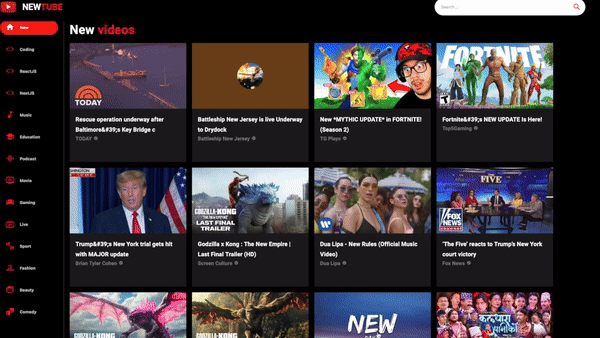 NEWTUBE
Search...
New
Coding
ReactJS
NextJS
Music
Education
Podcast
Movie
Gaming
Live
Sport
Fashion
Beauty
Comedy
New videos
TODAY
Rescue operation underway after
Baltimore&#39;s Key Bridge c
TODAY
Battleship New Jersey is live Underway
to Drydock
Battleship New Jersey
New *MYTHIC UPDATE* in FORTNITE!
(Season 2)
TG Plays
FORTNITE
Fortnite&#39;s NEW UPDATE Is Here!
Top5Gaming
Trump&#39;s New York trial gets hit
with MAJOR update
Brian Tyler Cohen
GODZILLA KONG
LAST FINAL
TRAILER
Godzilla x Kong : The New Empire |
Last Final Trailer (HD)
Screen Culture
Dua Lipa - New Rules (Official Music
Video)
Dua Lipa
FIVE
FOX
NEWS
'The Five' reacts to Trump's New York
court victory
Fox News
GODZILLA KONG
NEW